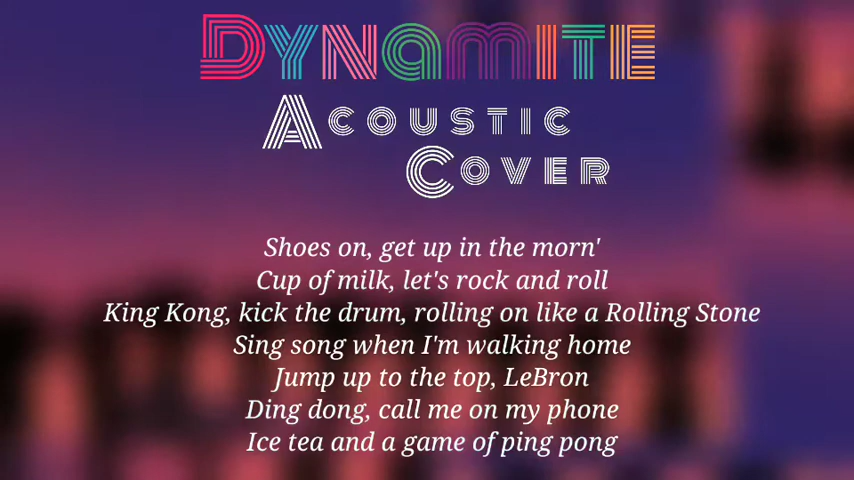 DYNamiTE
ACOUSTIC
COVER
Shoes on, get up in the morn'
Cup of milk, let's rock and roll
King Kong, kick the drum, rolling on like a Rolling Stone
Sing song when I'm walking home
Jump up to the top, LeBron
Ding dong, call me on my phone
Ice tea and a game of ping pong